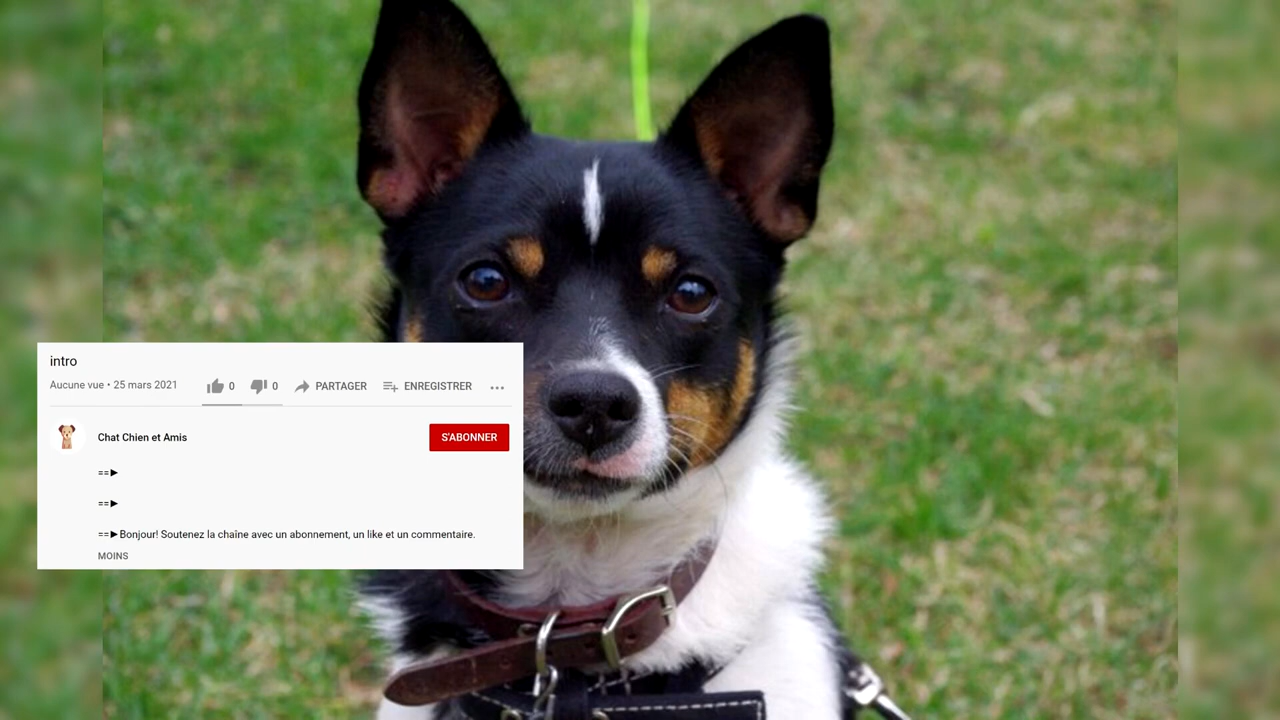 intro
Aucune vue • 25 mars 2021
0 0 PARTAGER ENREGISTRER ...
Chat Chien et Amis
S'ABONNER
==►
==►
==►Bonjour! Soutenez la chaîne avec un abonnement, un like et un commentaire.
MOINS